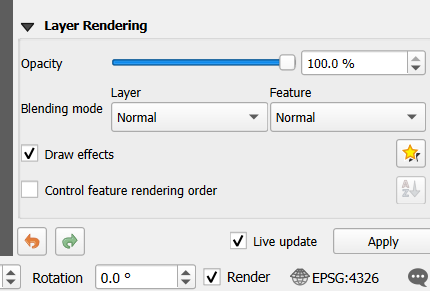 Layer Rendering
Opacity 100.0 %
Layer Feature
Blending mode Normal Normal
Draw effects
Control feature rendering order
Live update Apply
Rotation 0.0 ° Render EPSG:4326